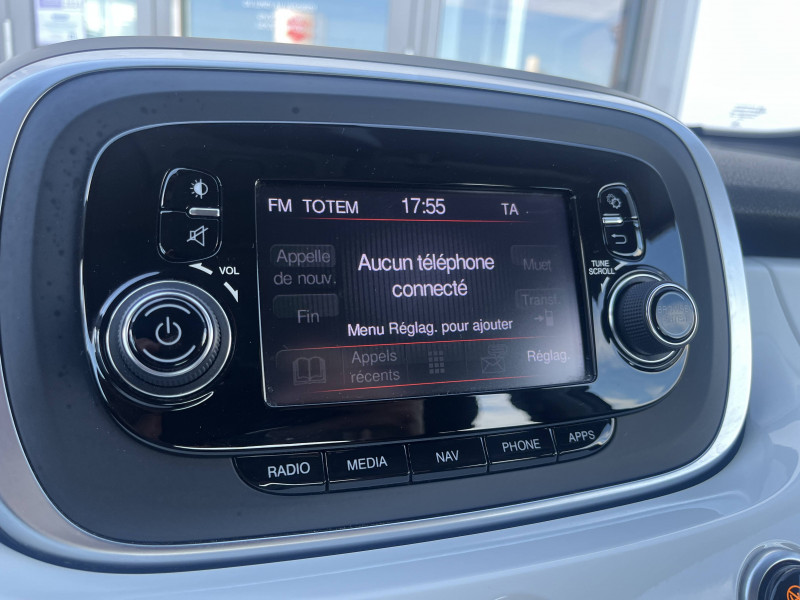 FM TOTEM 17:55 TA
Appelle
de nouv.
Aucun téléphone
connecté
Muet
Fin
Transf.
Menu Réglag. pour ajouter
Appels
récents
Réglag.
VOL
TUNE
SCROLL
RADIO MEDIA NAV PHONE APPS